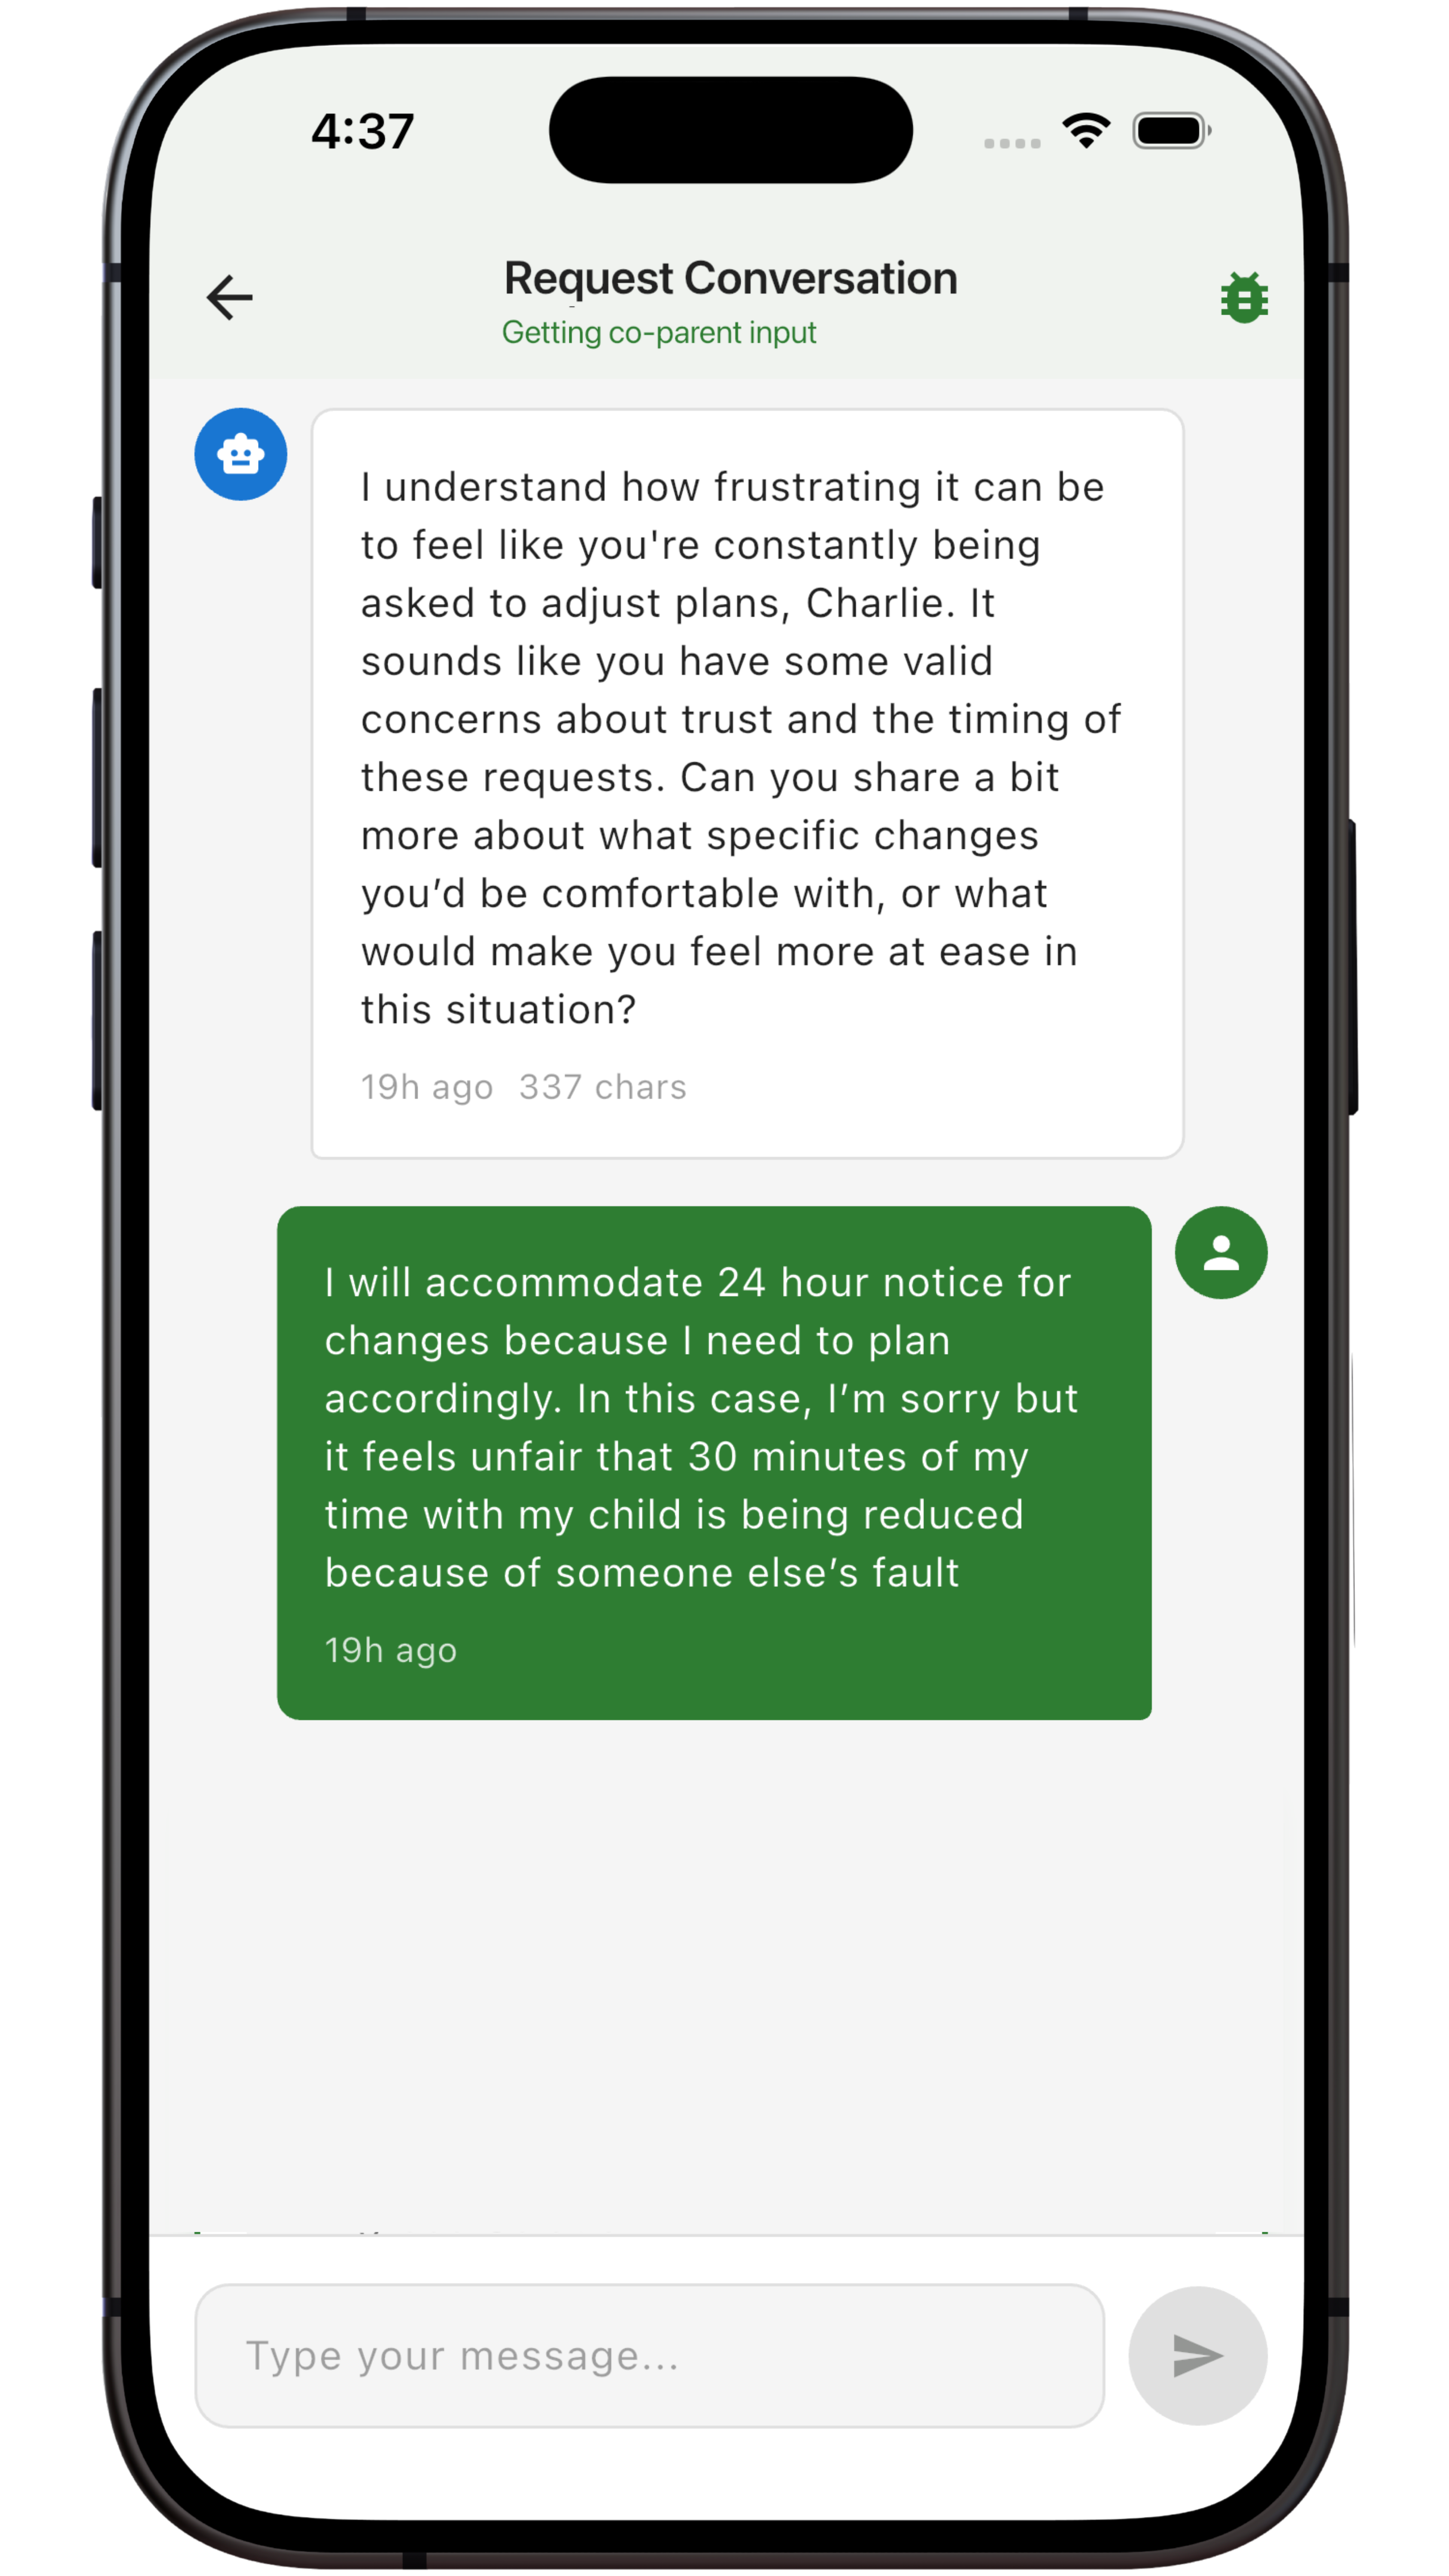 4:37
Request Conversation
Getting co-parent input
I understand how frustrating it can be
to feel like you're constantly being
asked to adjust plans, Charlie. It
sounds like you have some valid
concerns about trust and the timing of
these requests. Can you share a bit
more about what specific changes
you’d be comfortable with, or what
would make you feel more at ease in
this situation?
19h ago 337 chars
I will accommodate 24 hour notice for
changes because I need to plan
accordingly. In this case, I’m sorry but
it feels unfair that 30 minutes of my
time with my child is being reduced
because of someone else’s fault
19h ago
Type your message...